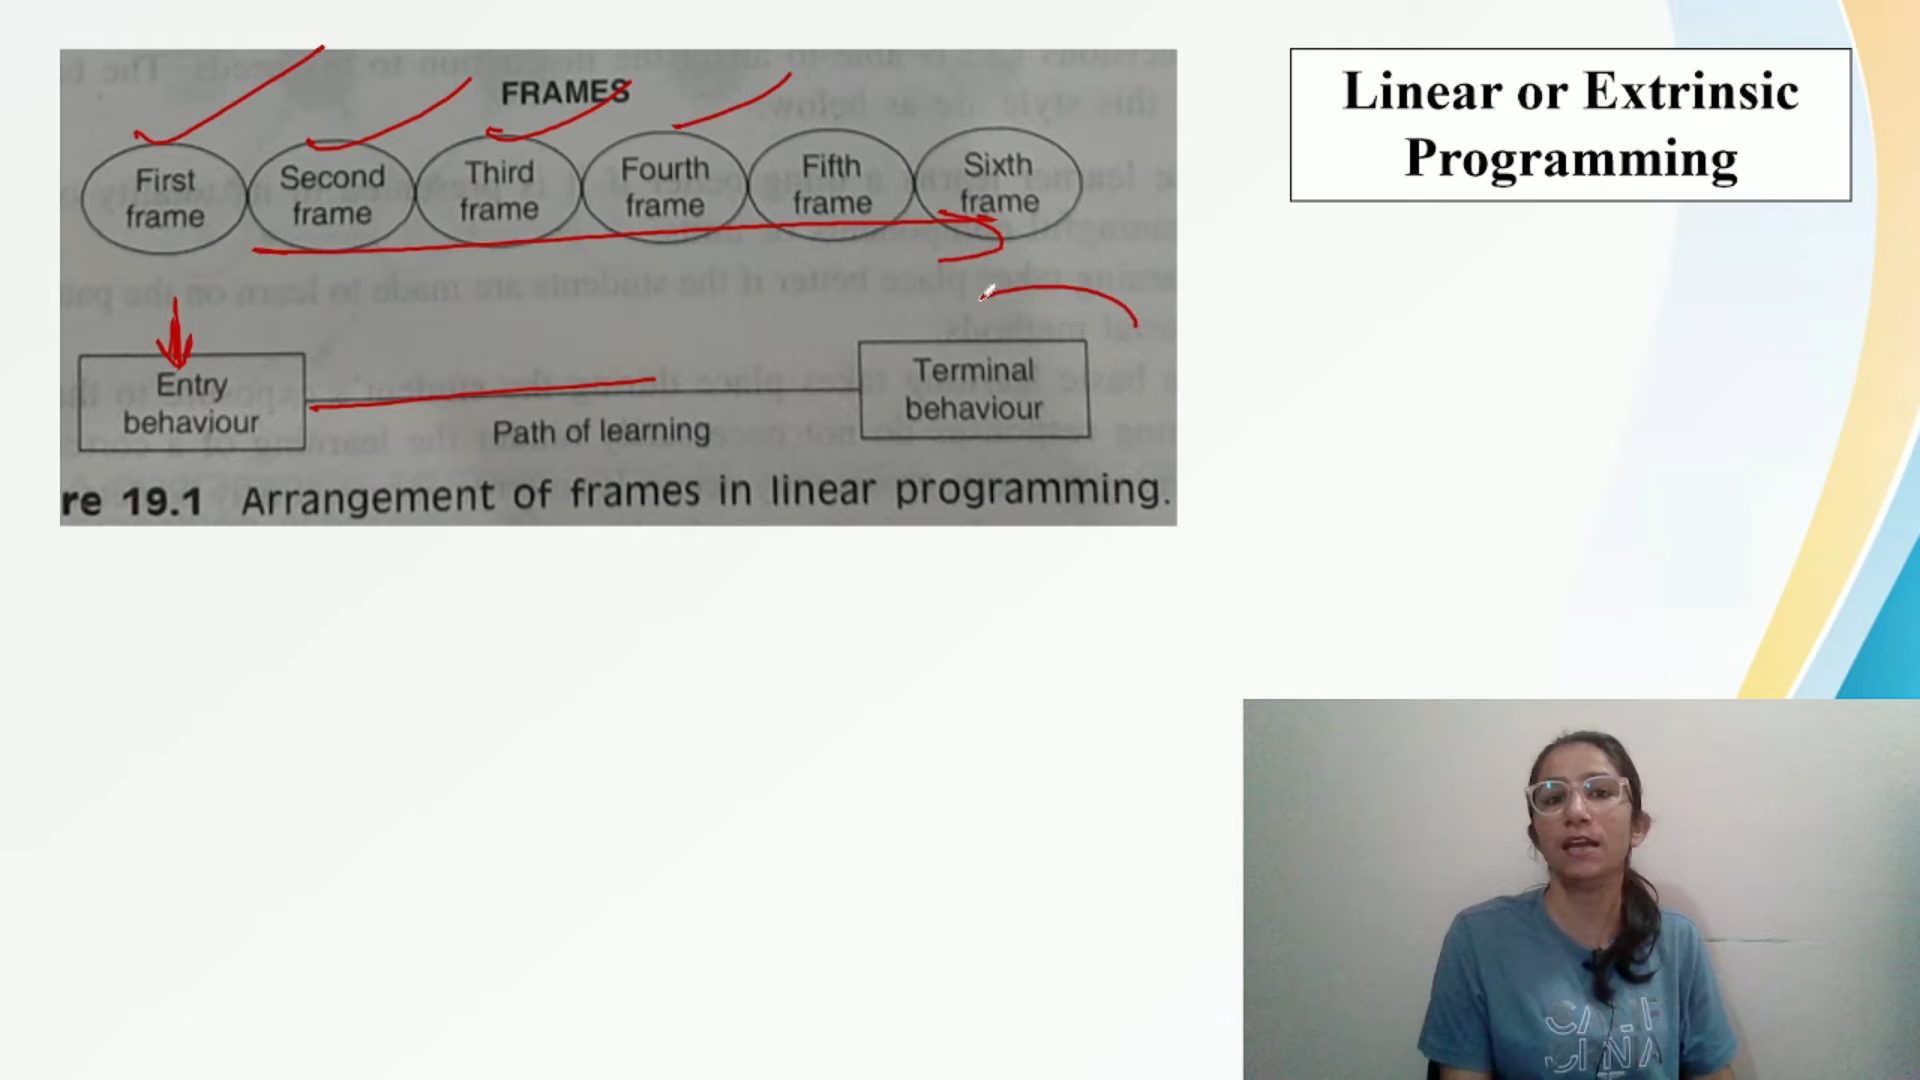 FRAMES
First
frame
Second
frame
Third
frame
Fourth
frame
Fifth
frame
Sixth
frame
Entry
behaviour
Path of learning
Terminal
behaviour
re 19.1 Arrangement of frames in linear programming.
Linear or Extrinsic
Programming